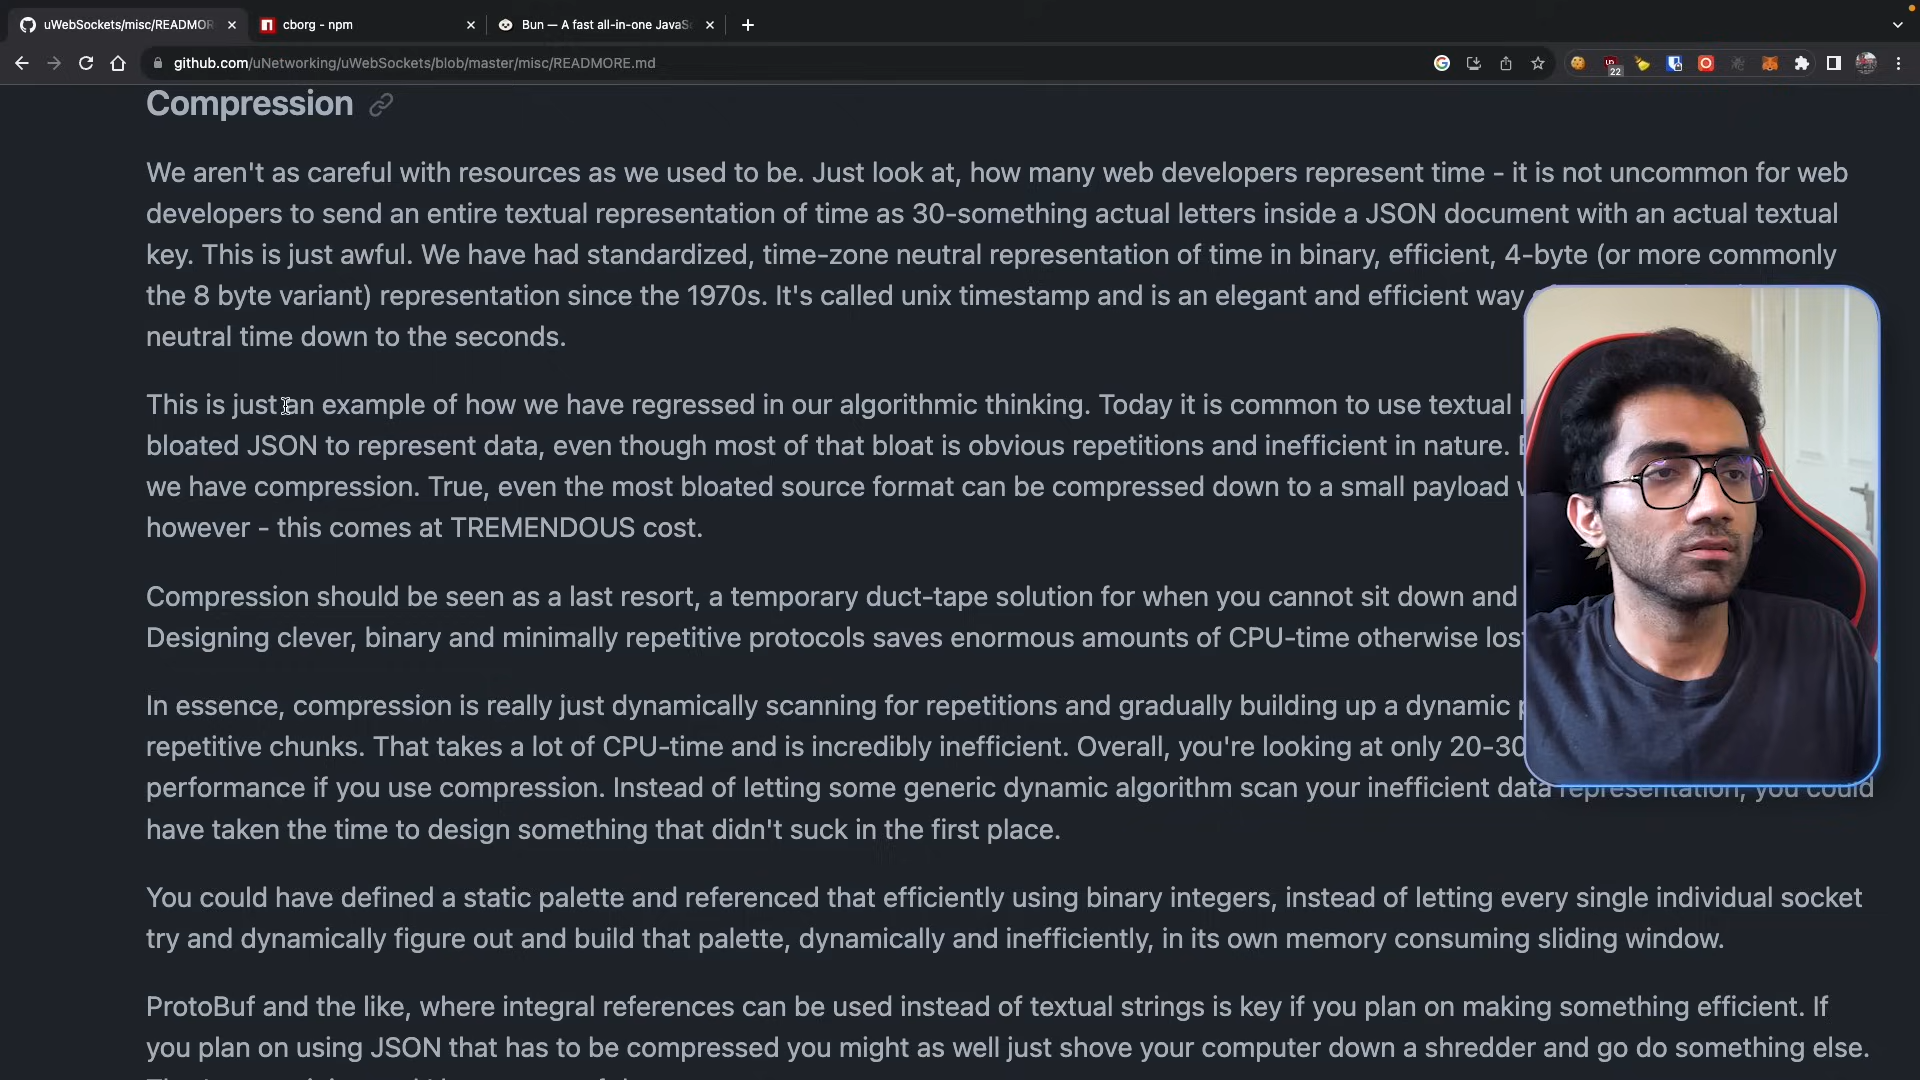 uWebSockets/misc/READMOR
cborg - npm
Bun — A fast all-in-one JavaS
github.com/uNetworking/uWebSockets/blob/master/misc/READMORE.md
22
Compression
We aren't as careful with resources as we used to be. Just look at, how many web developers represent time - it is not uncommon for web
developers to send an entire textual representation of time as 30-something actual letters inside a JSON document with an actual textual
key. This is just awful. We have had standardized, time-zone neutral representation of time in binary, efficient, 4-byte (or more commonly
the 8 byte variant) representation since the 1970s. It's called unix timestamp and is an elegant and efficient way
neutral time down to the seconds.
This is just an example of how we have regressed in our algorithmic thinking. Today it is common to use textual
bloated JSON to represent data, even though most of that bloat is obvious repetitions and inefficient in nature.
we have compression. True, even the most bloated source format can be compressed down to a small payload
however - this comes at TREMENDOUS cost.
Compression should be seen as a last resort, a temporary duct-tape solution for when you cannot sit down and
Designing clever, binary and minimally repetitive protocols saves enormous amounts of CPU-time otherwise lost
In essence, compression is really just dynamically scanning for repetitions and gradually building up a dynamic
repetitive chunks. That takes a lot of CPU-time and is incredibly inefficient. Overall, you're looking at only 20-30
performance if you use compression. Instead of letting some generic dynamic algorithm scan your inefficient data representation, you could
have taken the time to design something that didn't suck in the first place.
You could have defined a static palette and referenced that efficiently using binary integers, instead of letting every single individual socket
try and dynamically figure out and build that palette, dynamically and inefficiently, in its own memory consuming sliding window.
ProtoBuf and the like, where integral references can be used instead of textual strings is key if you plan on making something efficient. If
you plan on using JSON that has to be compressed you might as well just shove your computer down a shredder and go do something else.